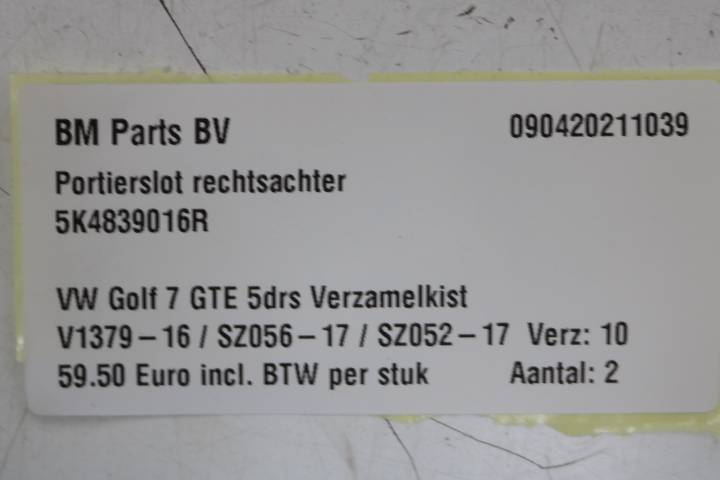 BM Parts BV 090420211039
Portierslot rechtsachter
5K4839016R
VW Golf 7 GTE 5drs Verzamelkist
V1379-16 / SZ056-17 / SZ052-17 Verz: 10
59.50 Euro incl. BTW per stuk Aantal: 2